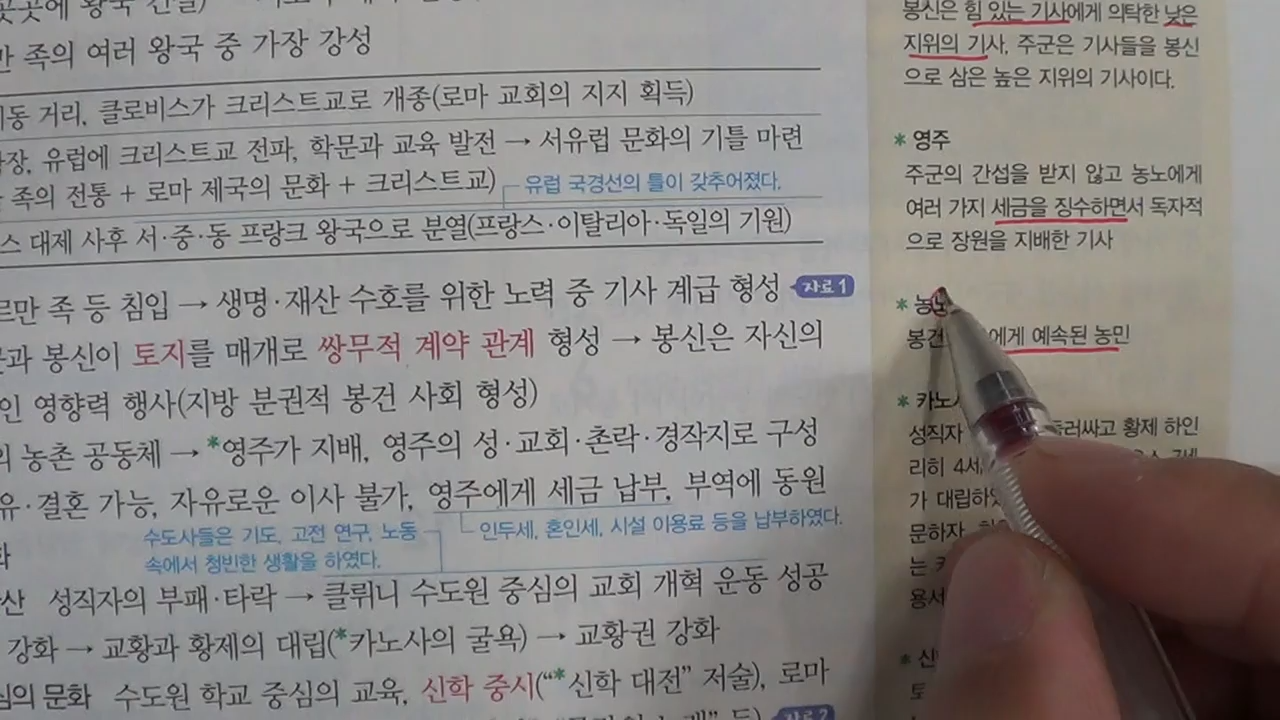 족의 여러 왕국 중 가장 강성
이동 거리, 클로비스가 크리스트교로 개종(로마 교회의 지지 획득)
유럽에 크리스트교 전파, 학문과 교육 발전 → 서유럽 문화의 기틀 마련
족의 전통 + 로마 제국의 문화 + 크리스트교)
유럽 국경선의 틀이 갖추어졌다.
대제 사후 서·중·동 프랑크 왕국으로 분열(프랑스·이탈리아·독일의 기원)
족 등 침입 → 생명·재산 수호를 위한 노력 중 기사 계급 형성 자료1
봉신이 토지를 매개로 쌍무적 계약 관계 형성 → 봉신은 자신의
영향력 행사(지방 분권적 봉건 사회 형성)
농촌 공동체 → *영주가 지배, 영주의 성·교회·촌락·경작지로 구성
결혼 가능, 자유로운 이사 불가, 영주에게 세금 납부, 부역에 동원
수도사들은 기도, 고전 연구, 노동
속에서 청빈한 생활을 하였다.
인두세, 혼인세, 시설 이용료 등을 납부하였다.
성직자의 부패·타락 → 클뤼니 수도원 중심의 교회 개혁 운동 성공
강화 → 교황과 황제의 대립(*카노사의 굴욕) → 교황권 강화
문화 수도원 학교 중심의 교육, 신학 중시(“*신학 대전” 저술), 로마
자료2
봉신은 힘 있는 기사에게 의탁한 낮은
지위의 기사, 주군은 기사들을 봉신
으로 삼은 높은 지위의 기사이다.
* 영주
주군의 간섭을 받지 않고 농노에게
여러 가지 세금을 징수하면서 독자적
으로 장원을 지배한 기사
* 농노
에게 예속된 농민
*
성직자 황제 하인
리히 4세
가 대립하